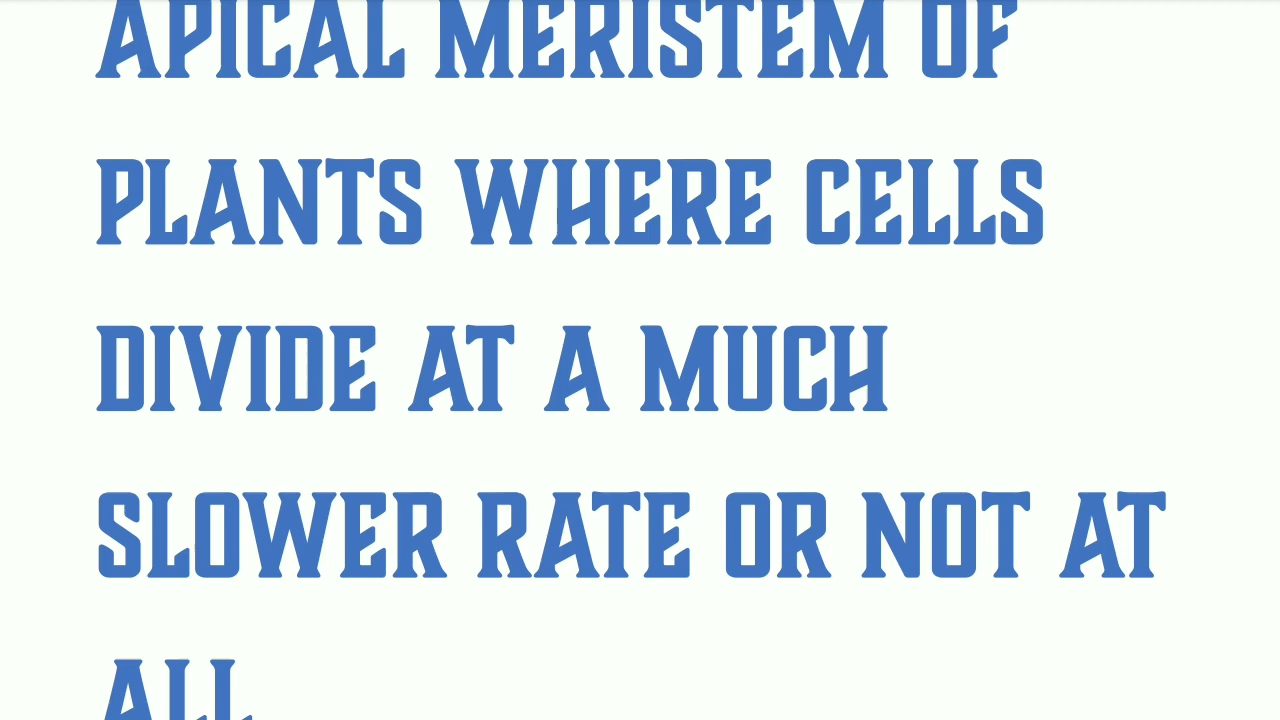 APICAL MERISTEM OF
PLANTS WHERE CELLS
DIVIDE AT A MUCH
SLOWER RATE OR NOT AT
ALL